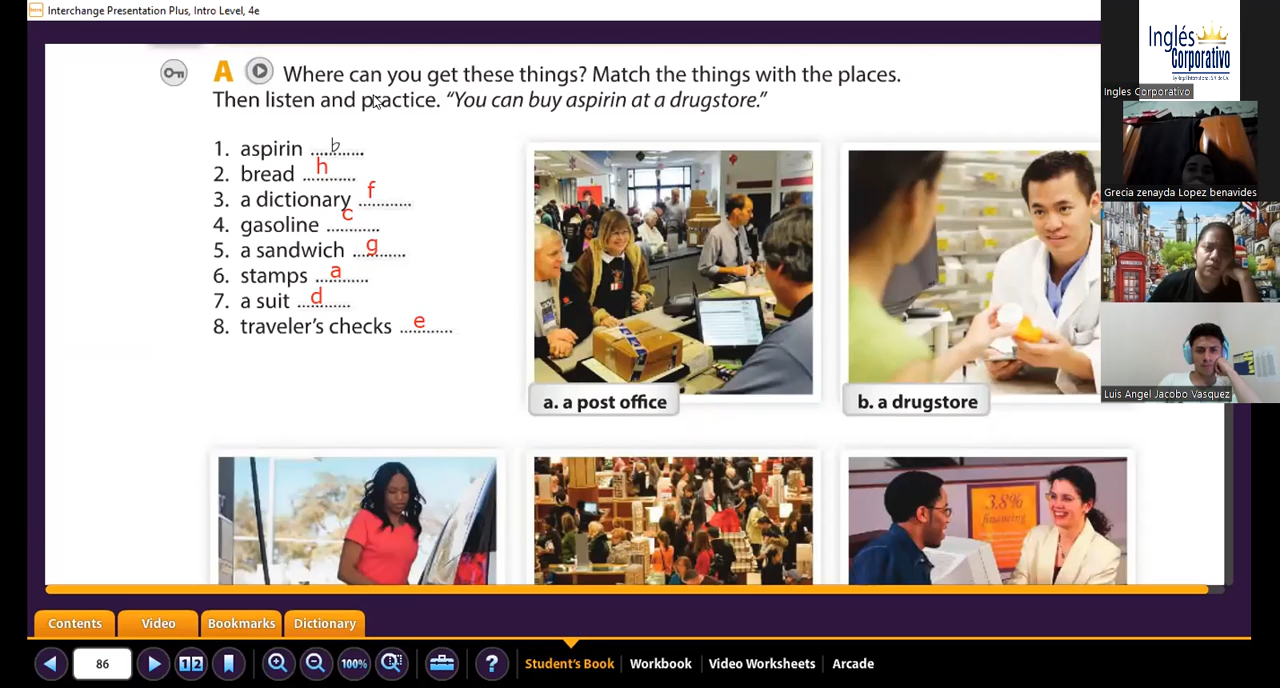 Interchange Presentation Plus, Intro Level, 4e
A Where can you get these things? Match the things with the places.
Then listen and practice. “You can buy aspirin at a drugstore.”
1. aspirin ....b.......
2. bread ....h........
3. a dictionary ..f..........
4. gasoline ....c........
5. a sandwich ....g........
6. stamps ....a........
7. a suit ....d........
8. traveler’s checks ....e........
a. a post office
b. a drugstore
3.8%
financing
Inglés
Corporativo
Ingles Corporativo
Grecia zenayda Lopez benavides
Luis Angel Jacobo Vasquez
Contents Video Bookmarks Dictionary
86 1 2 100% ? Student's Book Workbook Video Worksheets Arcade